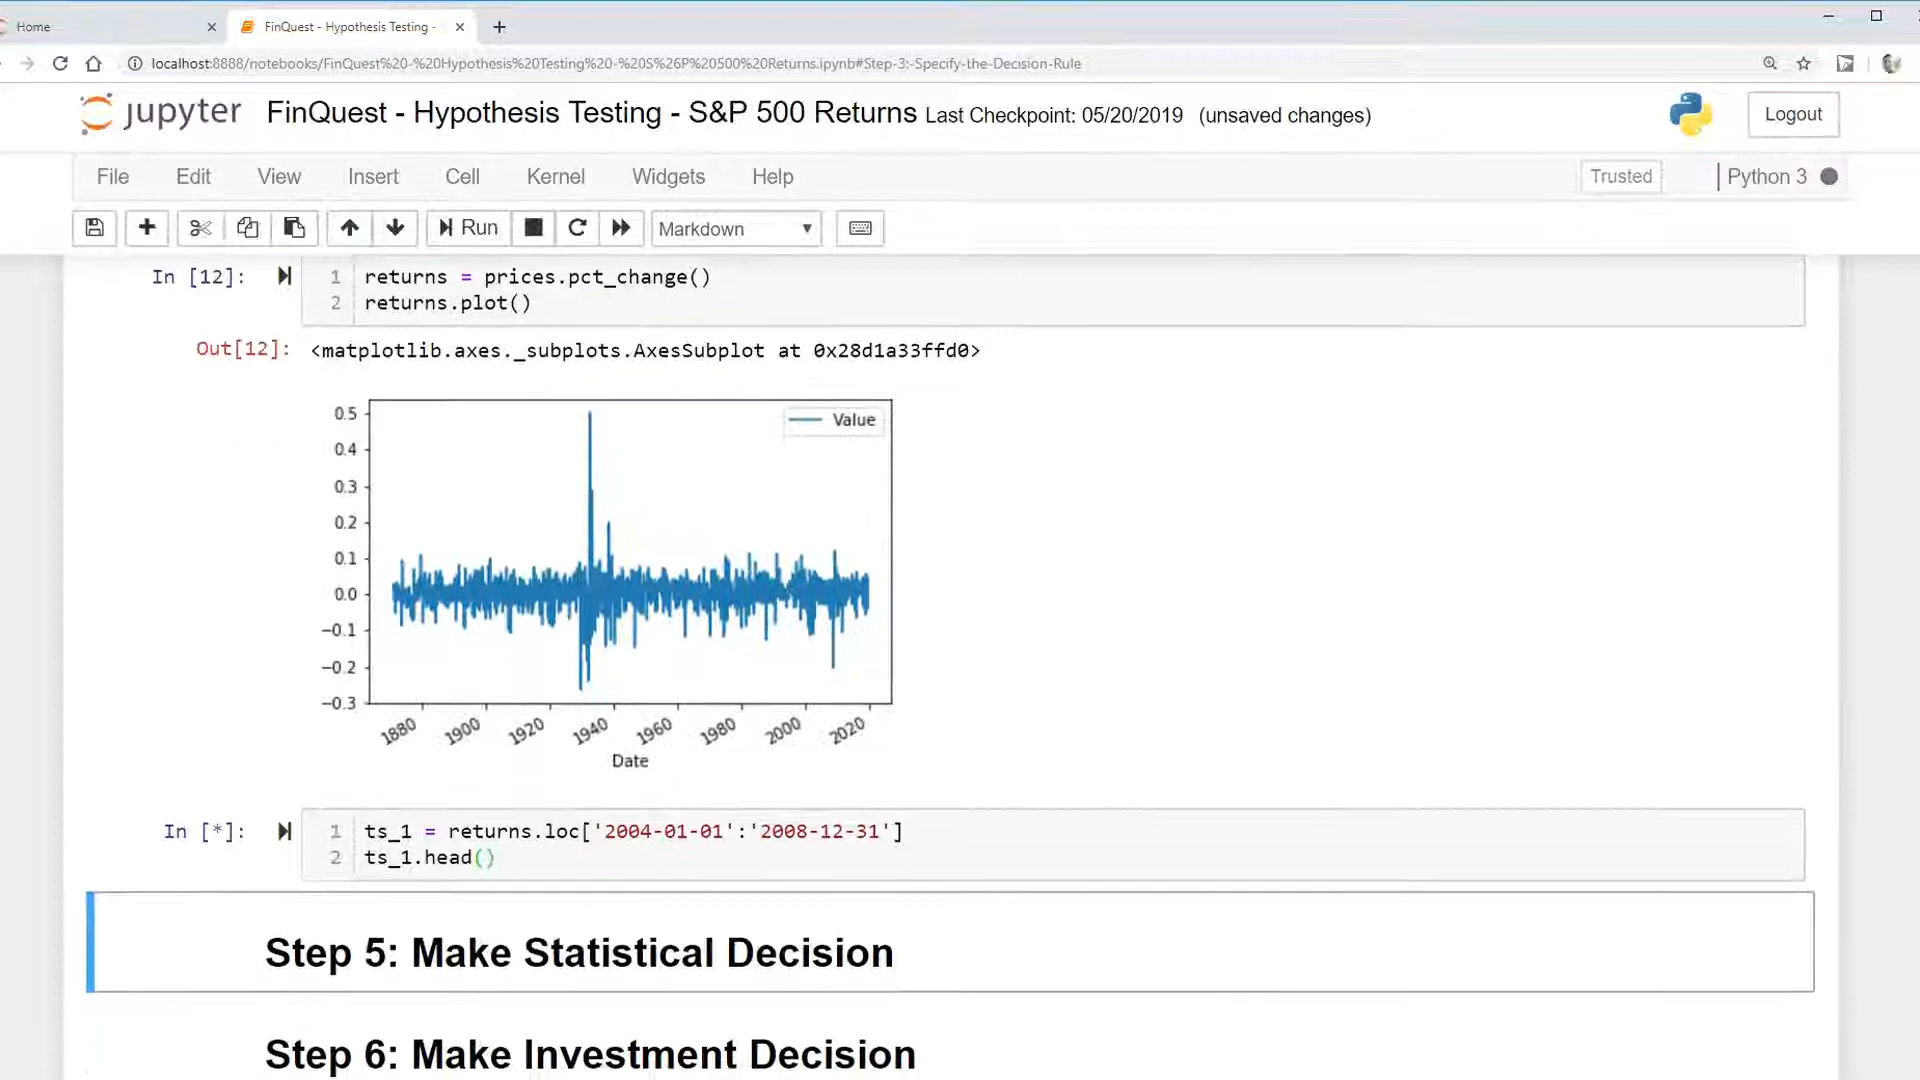 Home
FinQuest - Hypothesis Testing -
localhost:8888/notebooks/FinQuest%20-%20Hypothesis%20Testing%20-%20S%26P%20500%20Returns.ipynb#Step-3:-Specify-the-Decision-Rule
jupyter FinQuest - Hypothesis Testing - S&P 500 Returns Last Checkpoint: 05/20/2019 (unsaved changes)
Logout
File Edit View Insert Cell Kernel Widgets Help
Trusted
Python 3
Run
Markdown
In [12]:
1 returns = prices.pct_change()
2 returns.plot()
Out[12]: <matplotlib.axes._subplots.AxesSubplot at 0x28d1a33ffd0>
Value
0.5
0.4
0.3
0.2
0.1
0.0
−0.1
−0.2
−0.3
1880 1900 1920 1940 1960 1980 2000 2020
Date
In [*]:
1 ts_1 = returns.loc['2004-01-01':'2008-12-31']
2 ts_1.head()
Step 5: Make Statistical Decision
Step 6: Make Investment Decision